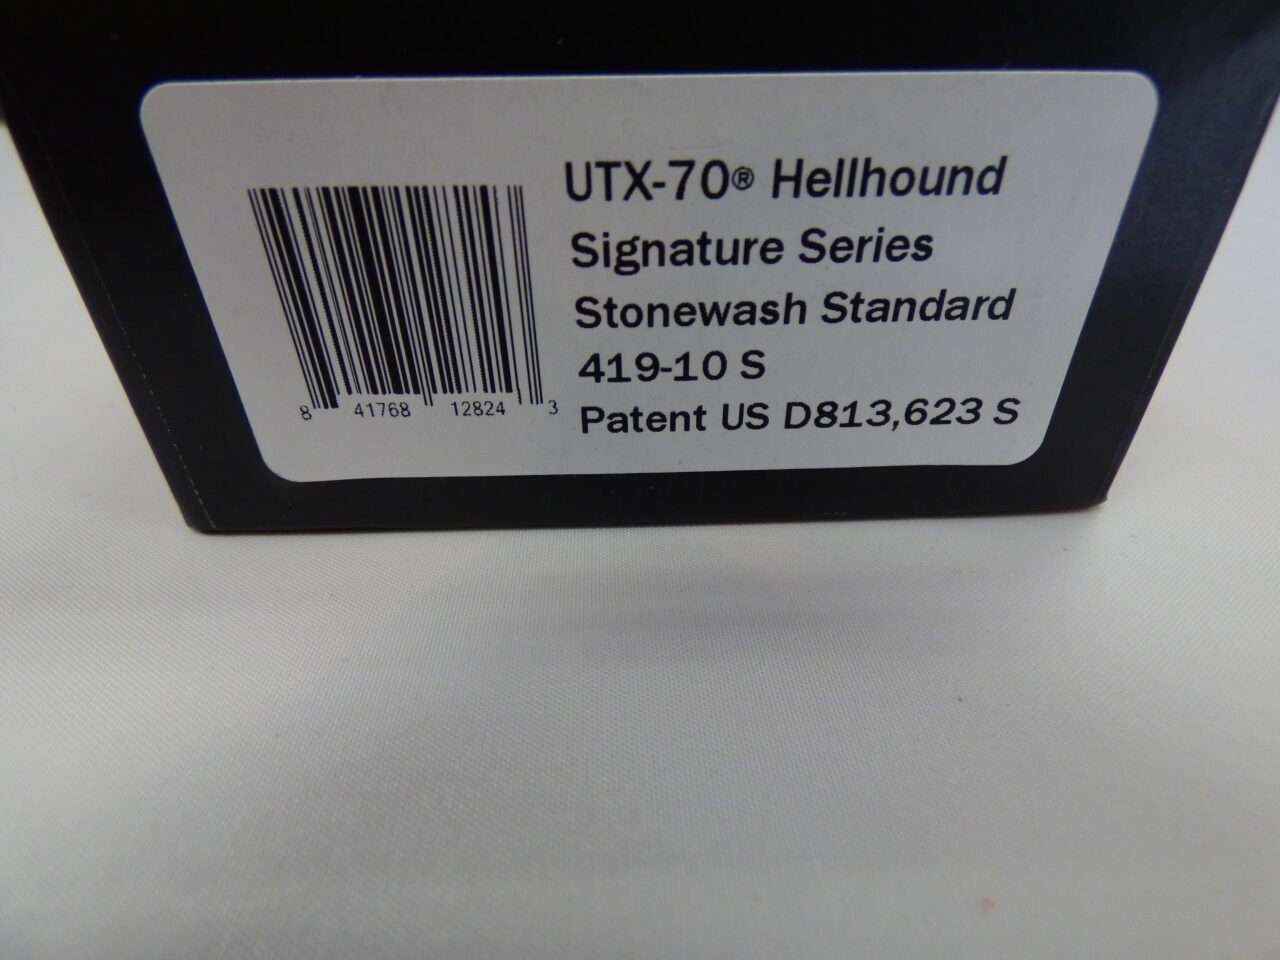 UTX-70® Hellhound
Signature Series
Stonewash Standard
419-10 S
Patent US D813,623 S
8 41768 12824 3